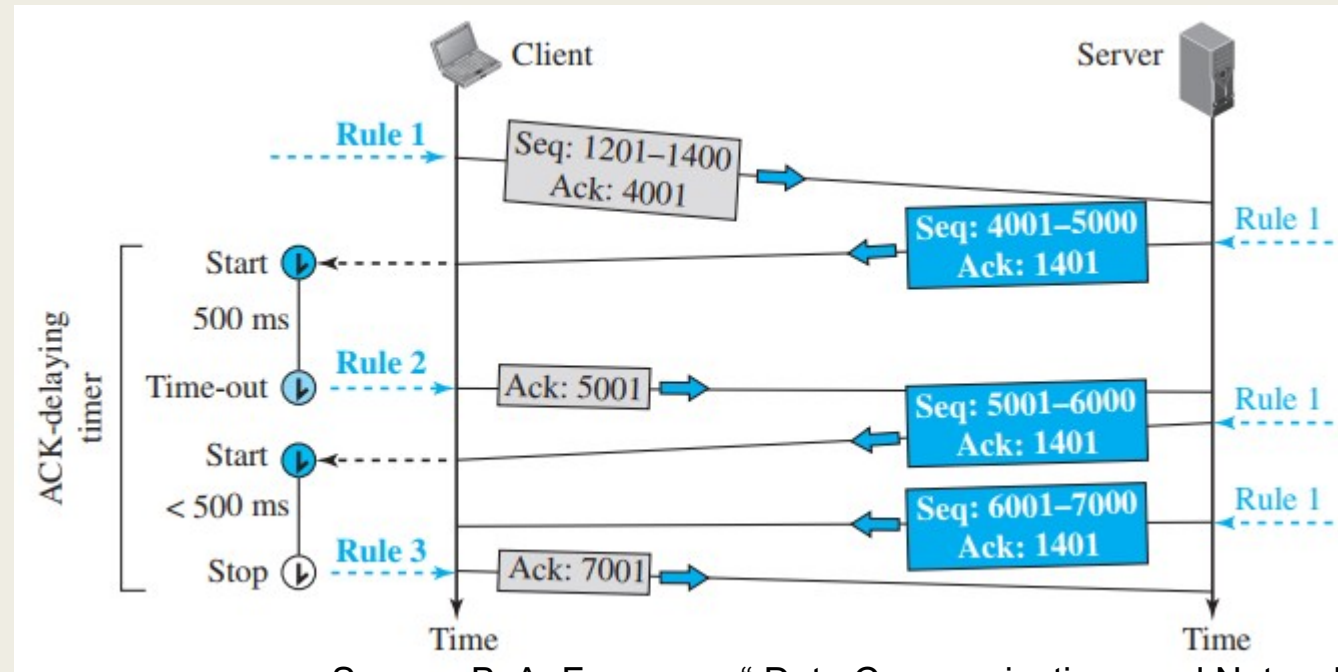 Client
Server
Rule 1
Seq: 1201–1400
Ack: 4001
Seq: 4001–5000
Ack: 1401
Rule 1
Start
500 ms
Time-out
Rule 2
Ack: 5001
Seq: 5001–6000
Ack: 1401
Rule 1
ACK-delaying
timer
Start
< 500 ms
Stop
Rule 3
Ack: 7001
Seq: 6001–7000
Ack: 1401
Rule 1
Time
Time